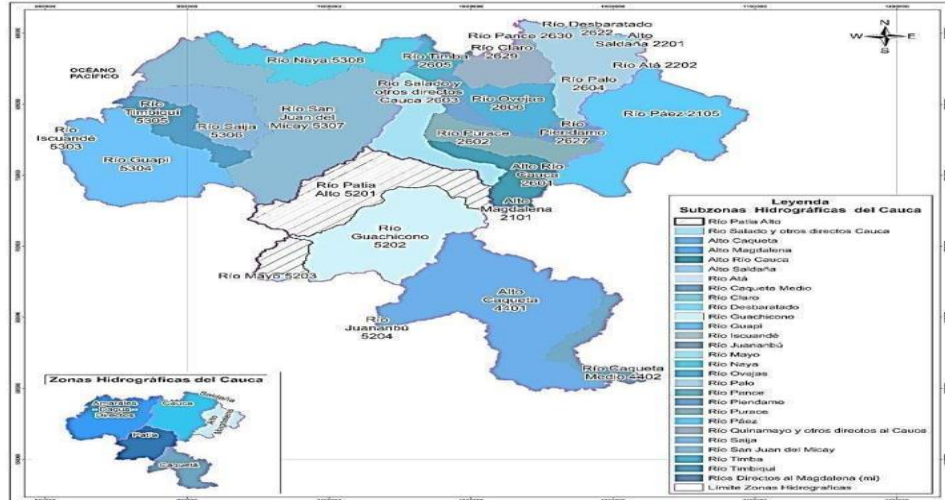 OCÉANO
PACÍFICO
Río Naya 5308
Río Timba
2605
Río Pance 2630
Río Claro
2629
Río Desbaratado
2622
Alto
Saldaña 2201
Río Atá 2202
Río Salado y
otros directos
Cauca 2603
Río Palo
2604
Río Ovejas
2606
Río Páez-2105
Río
Timbiquí
5305
Río Saija
5306
Río San
Juan del
Micay 5307
Río
Iscuandé
5303
Río Guapi
5304
Río Purace
2602
Río
Piendamo
2627
Alto Río
Cauca
2601
Alto
Magdalena
2101
Río Patía
Alto 5201
Río
Guachicono
5202
Río Mayo 5203
Alto
Caqueta
4401
Río
Juananbú
5204
Río Caqueta
Medio 4402
N
W
E
S
Leyenda
Subzonas Hidrográficas del Cauca
Río Patía Alto
Río Salado y otros directos Cauca
Alto Caqueta
Alto Magdalena
Alto Río Cauca
Alto Saldaña
Río Atá
Río Caqueta Medio
Río Claro
Río Desbaratado
Río Guachicono
Río Guapi
Río Iscuandé
Río Juananbú
Río Mayo
Río Naya
Río Ovejas
Río Palo
Río Pance
Río Piendamo
Río Purace
Río Páez
Río Quinamayo y otros directos al Cauca
Río Saija
Río San Juan del Micay
Río Timba
Río Timbiquí
Ríos Directos al Magdalena (mi)
Límite Zonas Hidrograficas
Zonas Hidrográficas del Cauca
Directos
Cauca
Saldaña
Alto
Magdalena
Patía
Caquetá